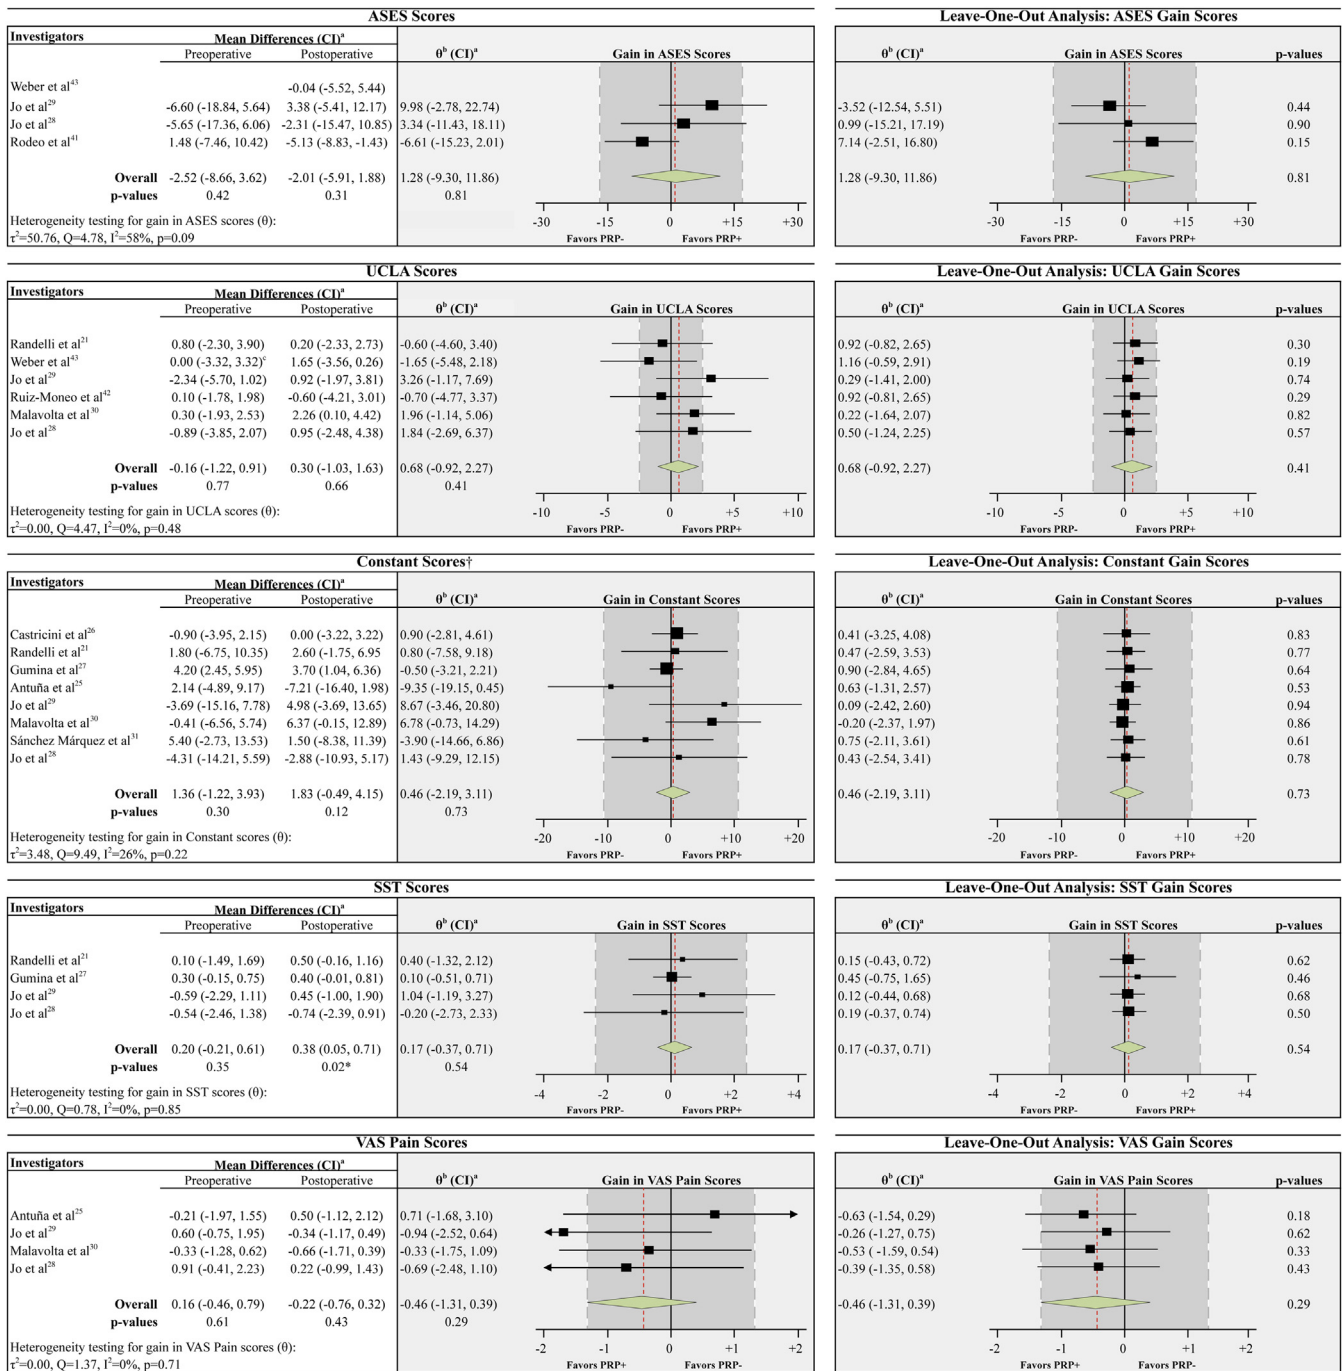 ASES Scores
Investigators Mean Differences (CI)ᵃ
Preoperative Postoperative θᵇ (CI)ᵃ Gain in ASES Scores
Weber et al⁴³ -0.04 (-5.52, 5.44)
Jo et al²⁹ -6.60 (-18.84, 5.64) 3.38 (-5.41, 12.17) 9.98 (-2.78, 22.74)
Jo et al²⁸ -5.65 (-17.36, 6.06) -2.31 (-15.47, 10.85) 3.34 (-11.43, 18.11)
Rodeo et al⁴¹ 1.48 (-7.46, 10.42) -5.13 (-8.83, -1.43) -6.61 (-15.23, 2.01)
Overall -2.52 (-8.66, 3.62) -2.01 (-5.91, 1.88) 1.28 (-9.30, 11.86)
p-values 0.42 0.31 0.81
-30 -15 0 +15 +30
Favors PRP- Favors PRP+
Heterogeneity testing for gain in ASES scores (θ):
τ²=50.76, Q=4.78, I²=58%, p=0.09
Leave-One-Out Analysis: ASES Gain Scores
θᵇ (CI)ᵃ Gain in ASES Scores p-values
-3.52 (-12.54, 5.51) 0.44
0.99 (-15.21, 17.19) 0.90
7.14 (-2.51, 16.80) 0.15
1.28 (-9.30, 11.86) 0.81
-30 -15 0 +15 +30
Favors PRP- Favors PRP+
UCLA Scores
Investigators Mean Differences (CI)ᵃ
Preoperative Postoperative θᵇ (CI)ᵃ Gain in UCLA Scores
Randelli et al²¹ 0.80 (-2.30, 3.90) 0.20 (-2.33, 2.73) -0.60 (-4.60, 3.40)
Weber et al⁴³ 0.00 (-3.32, 3.32)ᶜ 1.65 (-3.56, 0.26) -1.65 (-5.48, 2.18)
Jo et al²⁹ -2.34 (-5.70, 1.02) 0.92 (-1.97, 3.81) 3.26 (-1.17, 7.69)
Ruiz-Moneo et al⁴² 0.10 (-1.78, 1.98) -0.60 (-4.21, 3.01) -0.70 (-4.77, 3.37)
Malavolta et al³⁰ 0.30 (-1.93, 2.53) 2.26 (0.10, 4.42) 1.96 (-1.14, 5.06)
Jo et al²⁸ -0.89 (-3.85, 2.07) 0.95 (-2.48, 4.38) 1.84 (-2.69, 6.37)
Overall -0.16 (-1.22, 0.91) 0.30 (-1.03, 1.63) 0.68 (-0.92, 2.27)
p-values 0.77 0.66 0.41
-10 -5 0 +5 +10
Favors PRP- Favors PRP+
Heterogeneity testing for gain in UCLA scores (θ):
τ²=0.00, Q=4.47, I²=0%, p=0.48
Leave-One-Out Analysis: UCLA Gain Scores
θᵇ (CI)ᵃ Gain in UCLA Scores p-values
0.92 (-0.82, 2.65) 0.30
1.16 (-0.59, 2.91) 0.19
0.29 (-1.41, 2.00) 0.74
0.92 (-0.81, 2.65) 0.29
0.22 (-1.64, 2.07) 0.82
0.50 (-1.24, 2.25) 0.57
0.68 (-0.92, 2.27) 0.41
-10 -5 0 +5 +10
Favors PRP- Favors PRP+
Constant Scores†
Investigators Mean Differences (CI)ᵃ
Preoperative Postoperative θᵇ (CI)ᵃ Gain in Constant Scores
Castricini et al²⁶ -0.90 (-3.95, 2.15) 0.00 (-3.22, 3.22) 0.90 (-2.81, 4.61)
Randelli et al²¹ 1.80 (-6.75, 10.35) 2.60 (-1.75, 6.95 0.80 (-7.58, 9.18)
Gumina et al²⁷ 4.20 (2.45, 5.95) 3.70 (1.04, 6.36) -0.50 (-3.21, 2.21)
Antuña et al²⁵ 2.14 (-4.89, 9.17) -7.21 (-16.40, 1.98) -9.35 (-19.15, 0.45)
Jo et al²⁹ -3.69 (-15.16, 7.78) 4.98 (-3.69, 13.65) 8.67 (-3.46, 20.80)
Malavolta et al³⁰ -0.41 (-6.56, 5.74) 6.37 (-0.15, 12.89) 6.78 (-0.73, 14.29)
Sánchez Márquez et al³¹ 5.40 (-2.73, 13.53) 1.50 (-8.38, 11.39) -3.90 (-14.66, 6.86)
Jo et al²⁸ -4.31 (-14.21, 5.59) -2.88 (-10.93, 5.17) 1.43 (-9.29, 12.15)
Overall 1.36 (-1.22, 3.93) 1.83 (-0.49, 4.15) 0.46 (-2.19, 3.11)
p-values 0.30 0.12 0.73
-20 -10 0 +10 +20
Favors PRP- Favors PRP+
Heterogeneity testing for gain in Constant scores (θ):
τ²=3.48, Q=9.49, I²=26%, p=0.22
Leave-One-Out Analysis: Constant Gain Scores
θᵇ (CI)ᵃ Gain in Constant Scores p-values
0.41 (-3.25, 4.08) 0.83
0.47 (-2.59, 3.53) 0.77
0.90 (-2.84, 4.65) 0.64
0.63 (-1.31, 2.57) 0.53
0.09 (-2.42, 2.60) 0.94
-0.20 (-2.37, 1.97) 0.86
0.75 (-2.11, 3.61) 0.61
0.43 (-2.54, 3.41) 0.78
0.46 (-2.19, 3.11) 0.73
-20 -10 0 +10 +20
Favors PRP- Favors PRP+
SST Scores
Investigators Mean Differences (CI)ᵃ
Preoperative Postoperative θᵇ (CI)ᵃ Gain in SST Scores
Randelli et al²¹ 0.10 (-1.49, 1.69) 0.50 (-0.16, 1.16) 0.40 (-1.32, 2.12)
Gumina et al²⁷ 0.30 (-0.15, 0.75) 0.40 (-0.01, 0.81) 0.10 (-0.51, 0.71)
Jo et al²⁹ -0.59 (-2.29, 1.11) 0.45 (-1.00, 1.90) 1.04 (-1.19, 3.27)
Jo et al²⁸ -0.54 (-2.46, 1.38) -0.74 (-2.39, 0.91) -0.20 (-2.73, 2.33)
Overall 0.20 (-0.21, 0.61) 0.38 (0.05, 0.71) 0.17 (-0.37, 0.71)
p-values 0.35 0.02* 0.54
-4 -2 0 +2 +4
Favors PRP- Favors PRP+
Heterogeneity testing for gain in SST scores (θ):
τ²=0.00, Q=0.78, I²=0%, p=0.85
Leave-One-Out Analysis: SST Gain Scores
θᵇ (CI)ᵃ Gain in SST Scores p-values
0.15 (-0.43, 0.72) 0.62
0.45 (-0.75, 1.65) 0.46
0.12 (-0.44, 0.68) 0.68
0.19 (-0.37, 0.74) 0.50
0.17 (-0.37, 0.71) 0.54
-4 -2 0 +2 +4
Favors PRP- Favors PRP+
VAS Pain Scores
Investigators Mean Differences (CI)ᵃ
Preoperative Postoperative θᵇ (CI)ᵃ Gain in VAS Pain Scores
Antuña et al²⁵ -0.21 (-1.97, 1.55) 0.50 (-1.12, 2.12) 0.71 (-1.68, 3.10)
Jo et al²⁹ 0.60 (-0.75, 1.95) -0.34 (-1.17, 0.49) -0.94 (-2.52, 0.64)
Malavolta et al³⁰ -0.33 (-1.28, 0.62) -0.66 (-1.71, 0.39) -0.33 (-1.75, 1.09)
Jo et al²⁸ 0.91 (-0.41, 2.23) 0.22 (-0.99, 1.43) -0.69 (-2.48, 1.10)
Overall 0.16 (-0.46, 0.79) -0.22 (-0.76, 0.32) -0.46 (-1.31, 0.39)
p-values 0.61 0.43 0.29
-2 -1 0 +1 -2
Favors PRP+ Favors PRP-
Heterogeneity testing for gain in VAS Pain scores (θ):
τ²=0.00, Q=1.37, I²=0%, p=0.71
Leave-One-Out Analysis: VAS Gain Scores
θᵇ (CI)ᵃ Gain in VAS Pain Scores p-values
-0.63 (-1.54, 0.29) 0.18
-0.26 (-1.27, 0.75) 0.62
-0.53 (-1.59, 0.54) 0.33
-0.39 (-1.35, 0.58) 0.43
-0.46 (-1.31, 0.39) 0.29
-2 -1 0 +1 -2
Favors PRP+ Favors PRP-